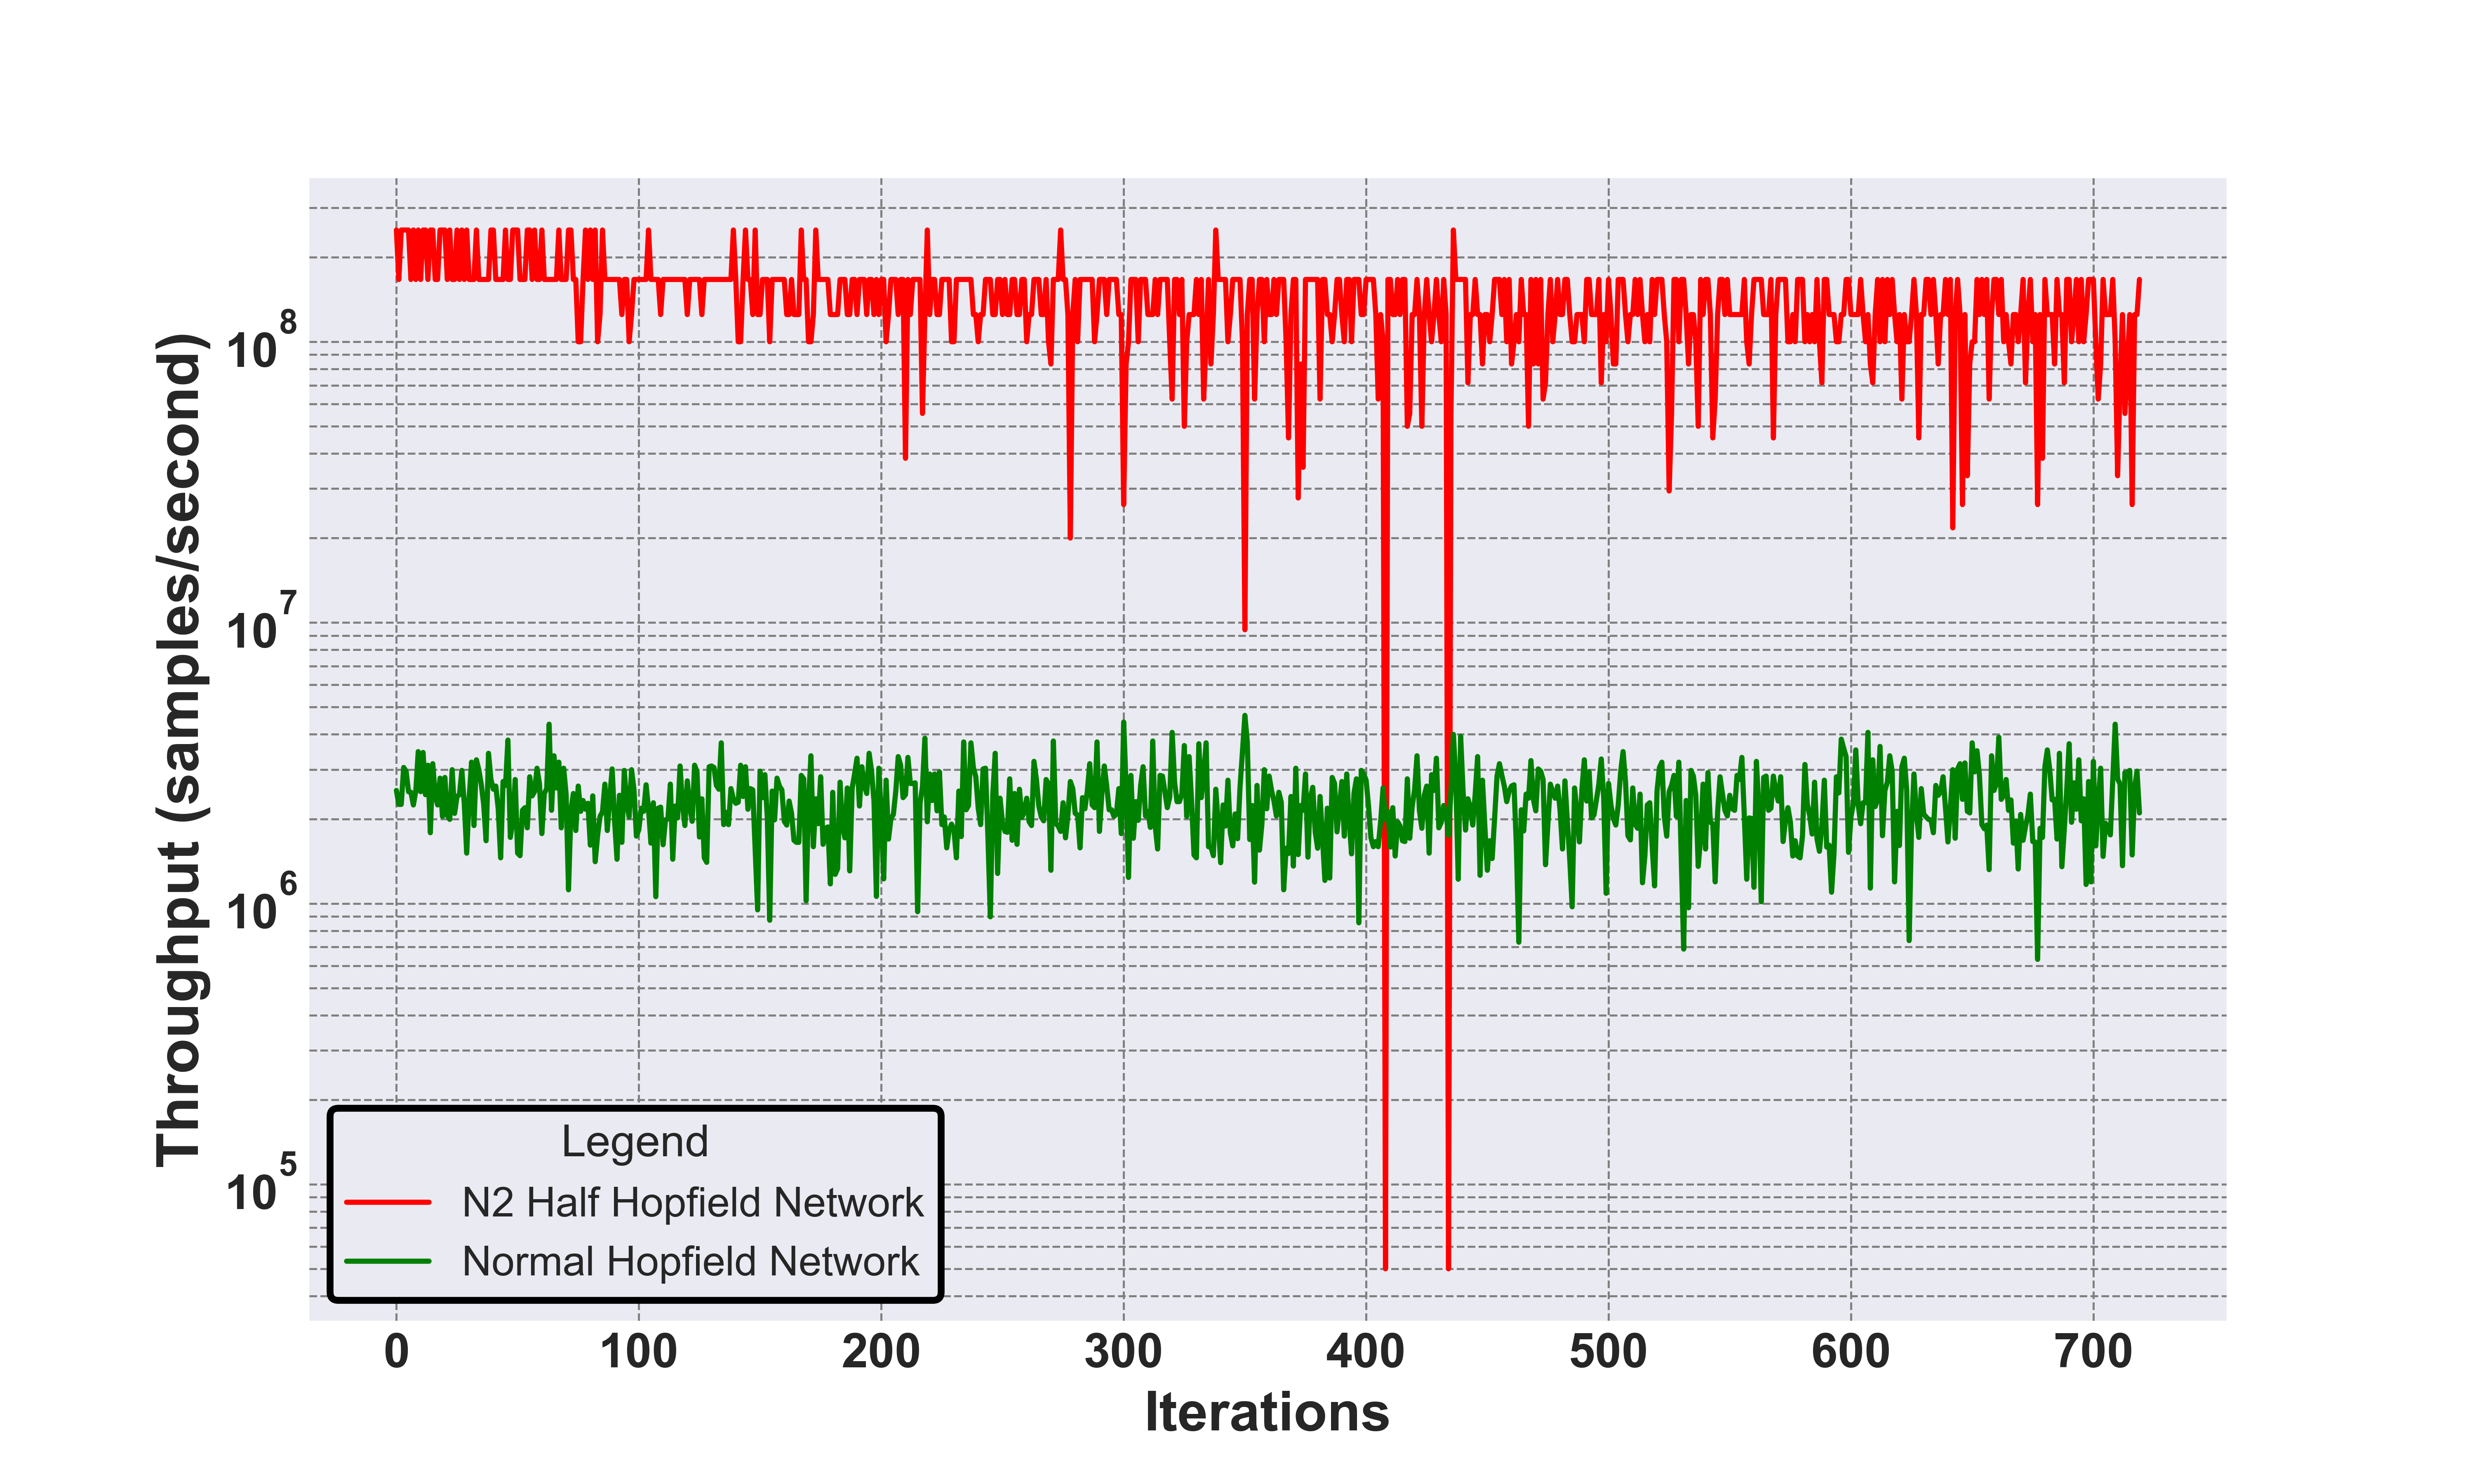 Throughput (samples/second)
10^8
10^7
10^6
10^5
Legend
N2 Half Hopfield Network
Normal Hopfield Network
0 100 200 300 400 500 600 700
Iterations